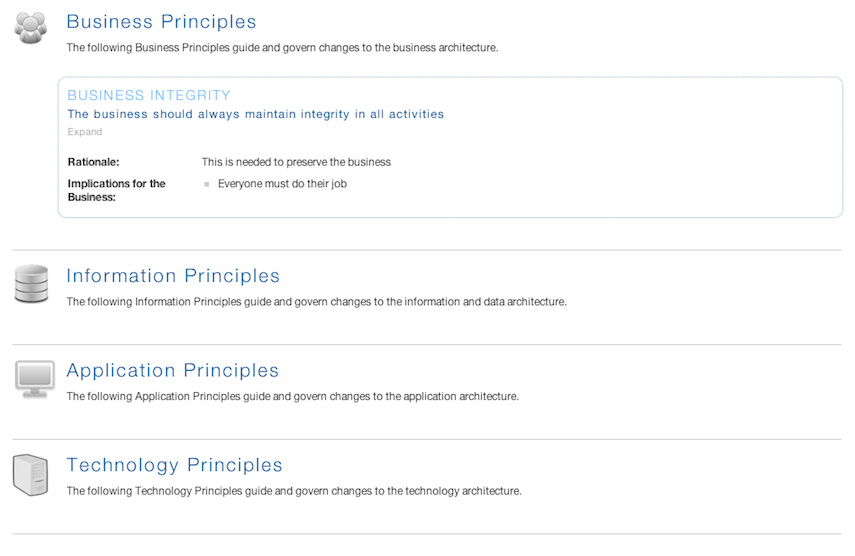 Business Principles
The following Business Principles guide and govern changes to the business architecture.
BUSINESS INTEGRITY
The business should always maintain integrity in all activities
Expand
Rationale: This is needed to preserve the business
Implications for the Everyone must do their job
Business:
Information Principles
The following Information Principles guide and govern changes to the information and data architecture.
Application Principles
The following Application Principles guide and govern changes to the application architecture.
Technology Principles
The following Technology Principles guide and govern changes to the technology architecture.